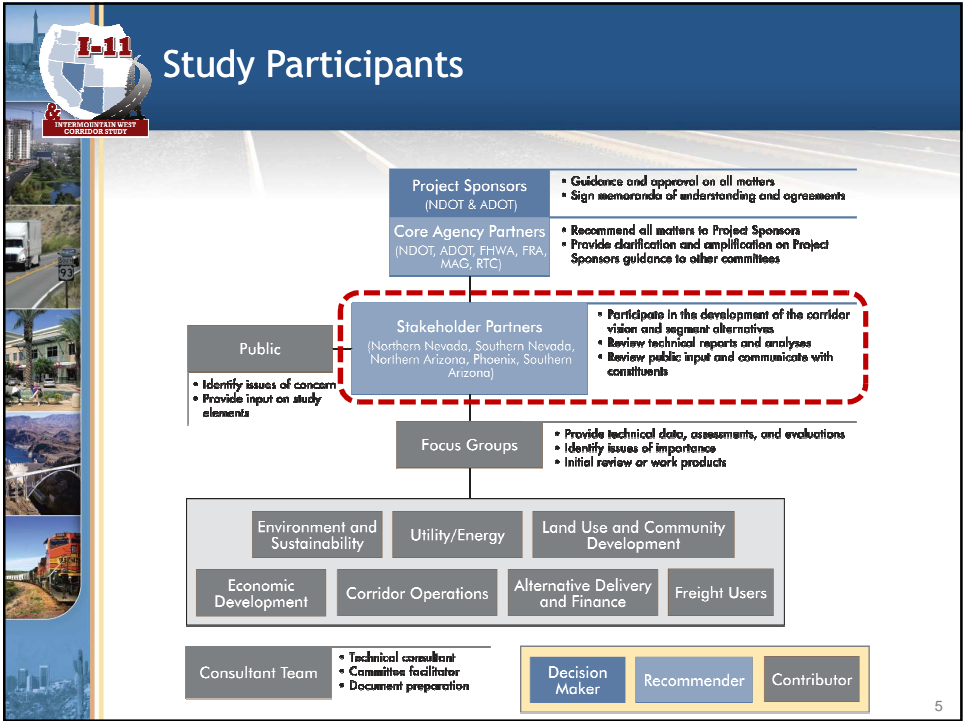 I-11
&
INTERMOUNTAIN WEST
CORRIDOR STUDY
Study Participants
93
Project Sponsors
(NDOT & ADOT)
• Guidance and approval on all matters
• Sign memoranda of understanding and agreements
Core Agency Partners
(NDOT, ADOT, FHWA, FRA,
MAG, RTC)
• Recommend all matters to Project Sponsors
• Provide clarification and amplification on Project
Sponsors guidance to other committees
Public
• Identify issues of concern
• Provide input on study
elements
Stakeholder Partners
(Northern Nevada, Southern Nevada,
Northern Arizona, Phoenix, Southern
Arizona)
• Participate in the development of the corridor
vision and segment alternatives
• Review technical reports and analyses
• Review public input and communicate with
constituents
Focus Groups
• Provide technical data, assessments, and evaluations
• Identify issues of importance
• Initial review or work products
Environment and
Sustainability
Utility/Energy
Land Use and Community
Development
Economic
Development
Corridor Operations
Alternative Delivery
and Finance
Freight Users
Consultant Team
• Technical consultant
• Committee facilitator
• Document preparation
Decision
Maker
Recommender
Contributor
5